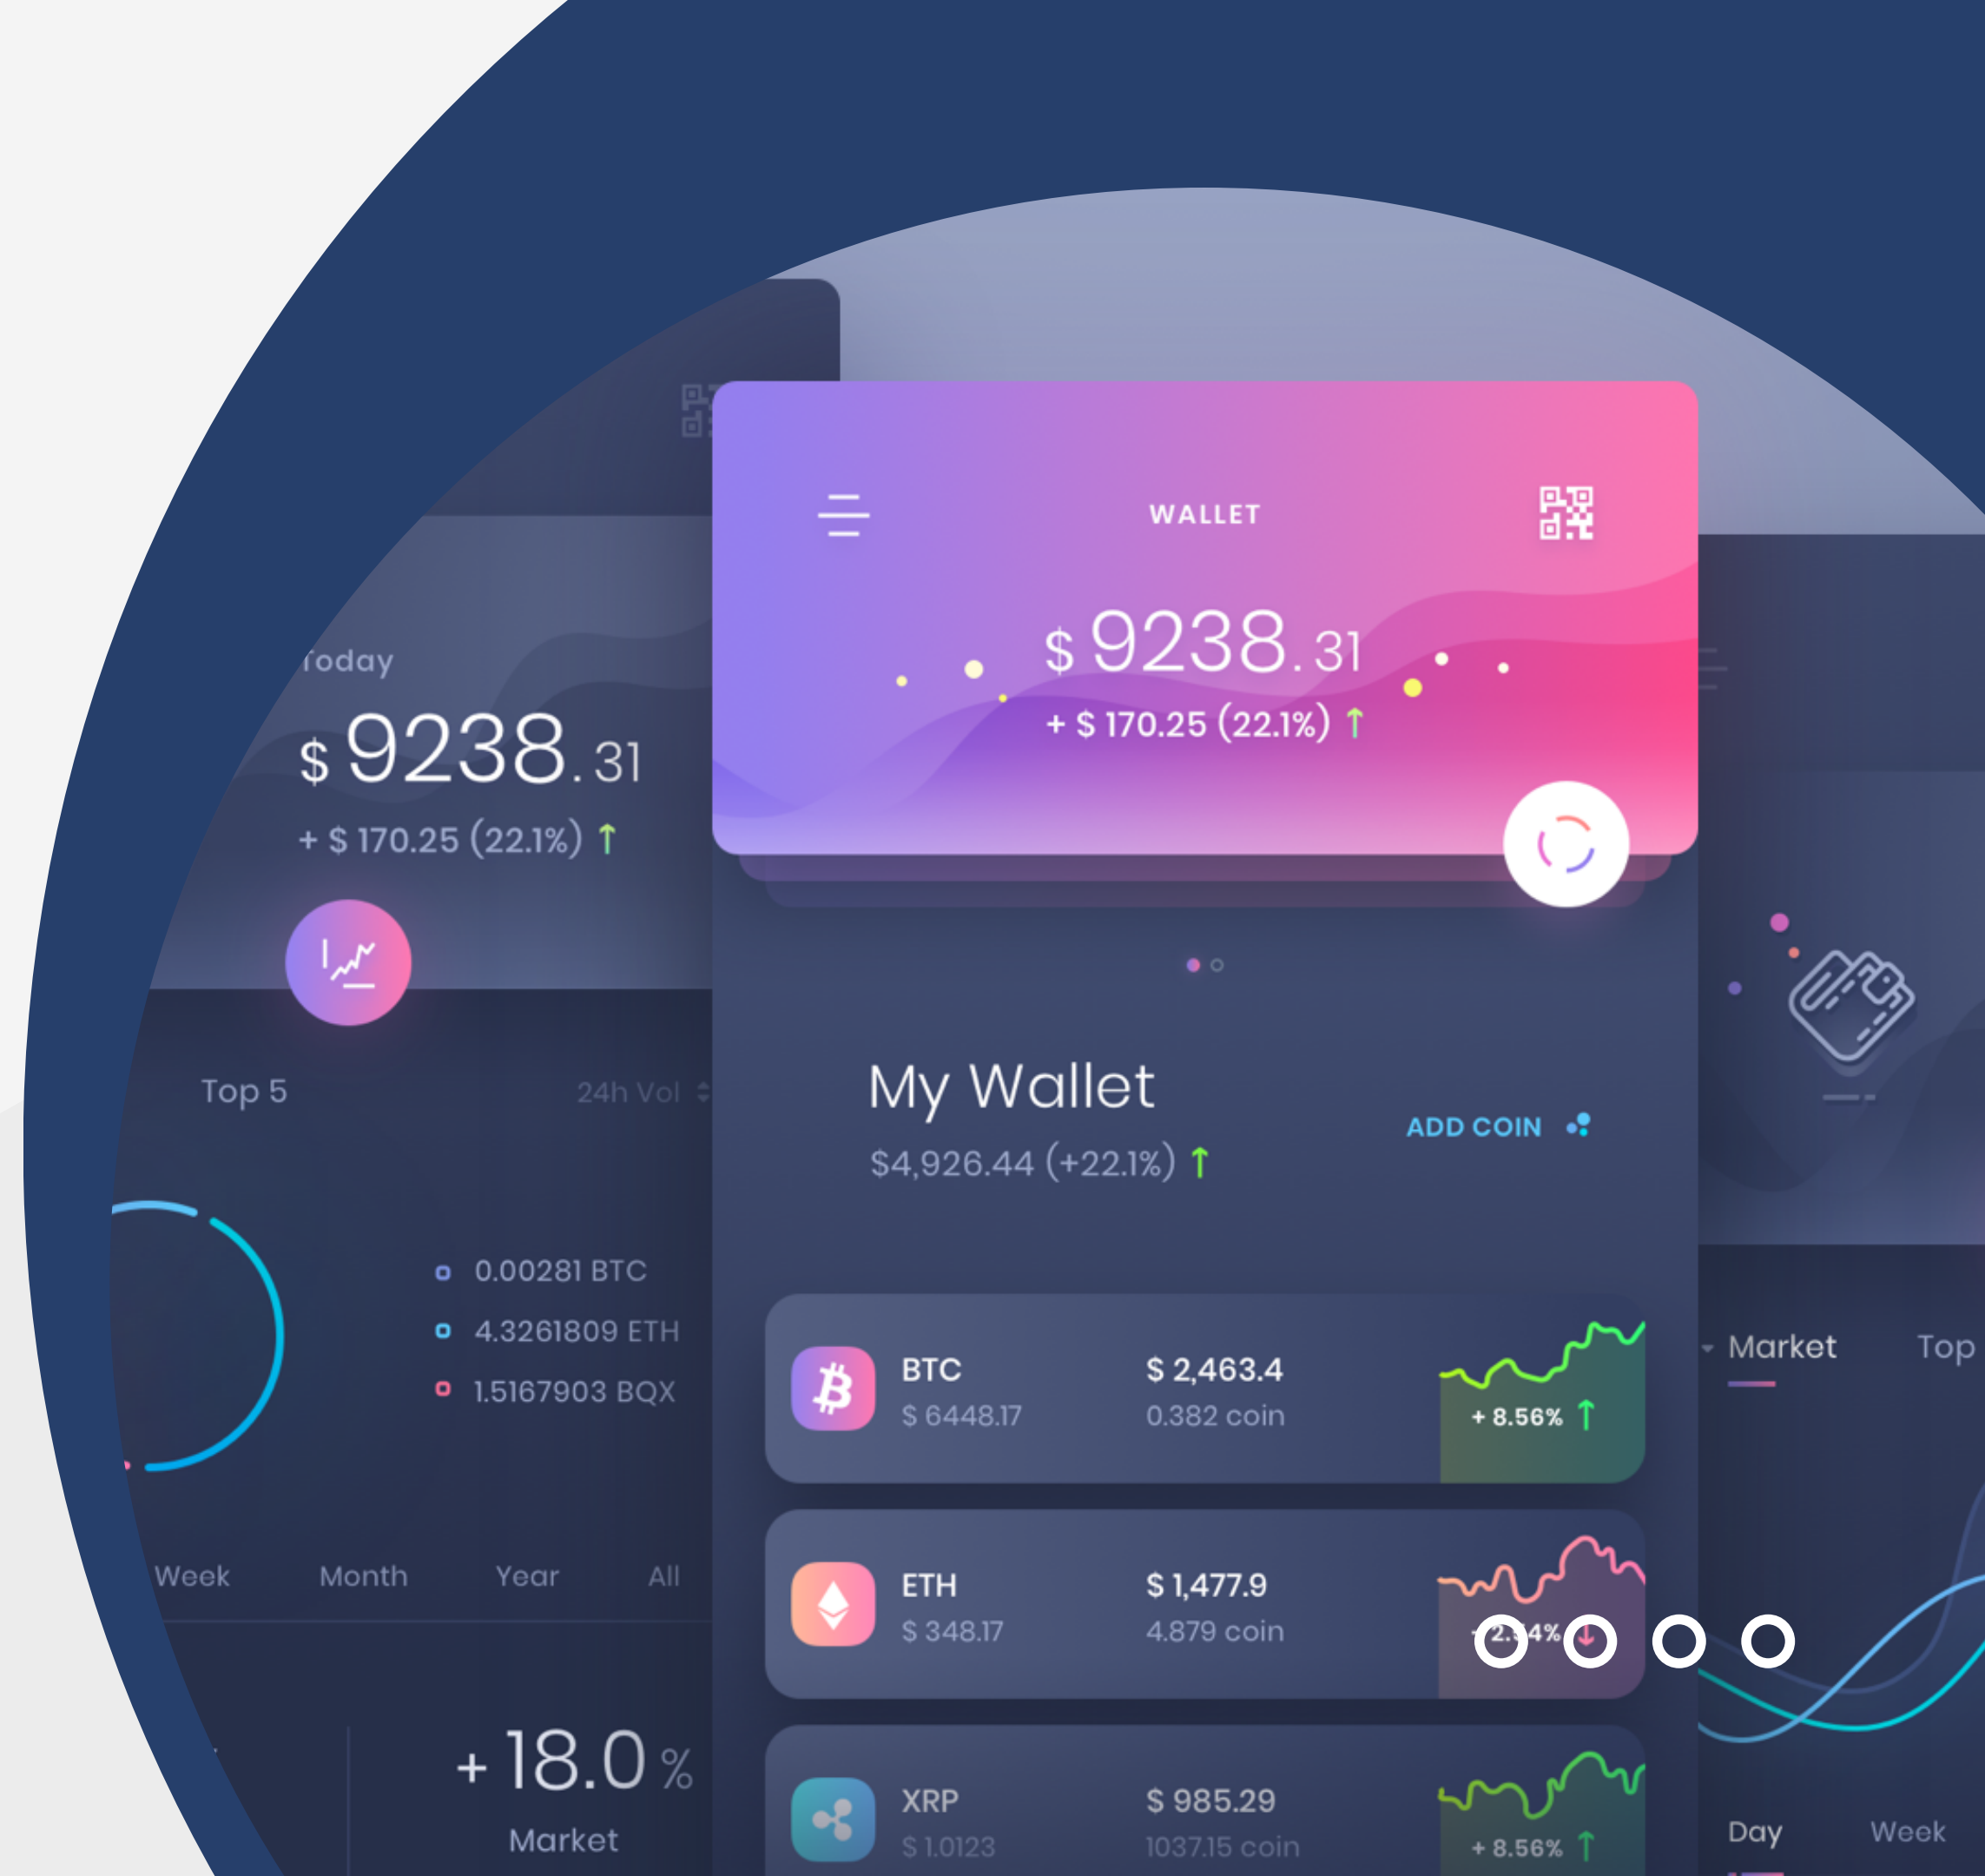 Today
$ 9238.31
+ $ 170.25 (22.1%) ↑
Top 5
24h Vol
0.00281 BTC
4.3261809 ETH
1.5167903 BQX
Week Month Year All
+ 18.0 %
Market
WALLET
$ 9238.31
+ $ 170.25 (22.1%) ↑
My Wallet
$4,926.44 (+22.1%) ↑
ADD COIN
BTC $ 2,463.4
$ 6448.17 0.382 coin
+ 8.56% ↑
ETH $ 1,477.9
$ 348.17 4.879 coin
XRP $ 985.29
$ 1.0123 1037.15 coin
+ 8.56% ↑
Market Top
Day Week